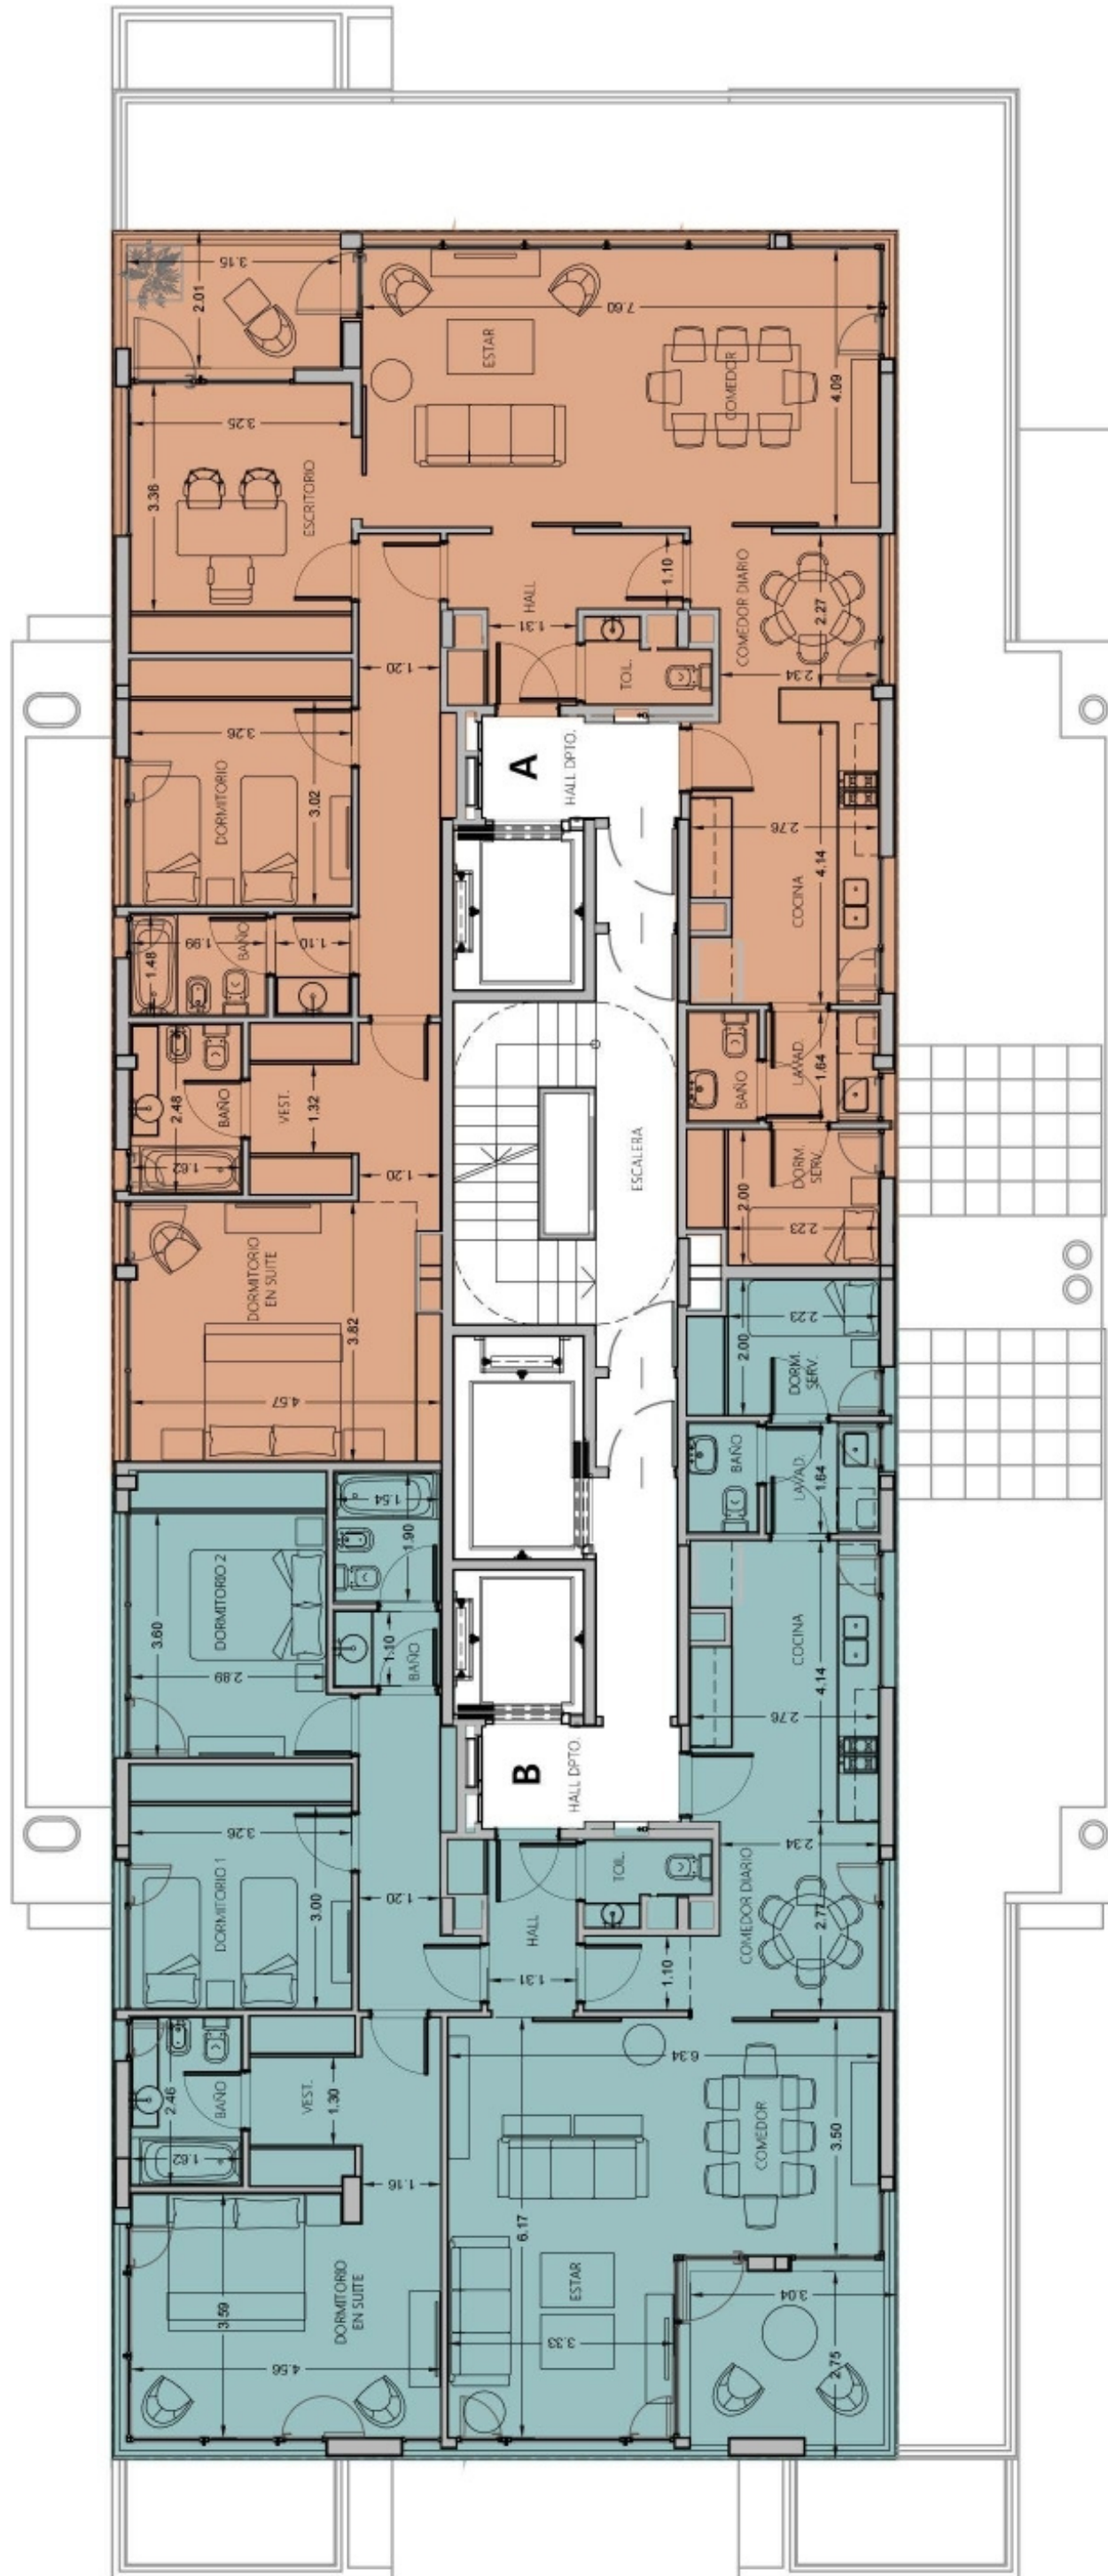 3.15
2.01
ESTAR
7.60
COMEDOR
4.09
3.25
3.36
ESCRITORIO
HALL
1.10
1.31
COMEDOR DIARIO
2.27
2.34
1.20
TOIL.
3.26
DORMITORIO
3.02
A
HALL DPTO.
2.76
4.14
COCINA
1.48
1.99
BAÑO
1.10
2.48
BAÑO
1.62
VEST.
1.32
1.20
BAÑO
LAVAD.
1.64
ESCALERA
2.00
DORM.
SERV.
2.23
DORMITORIO
EN SUITE
3.82
4.57
2.23
2.00
DORM.
SERV.
1.54
1.90
BAÑO
LAVAD.
1.64
3.60
DORMITORIO 2
2.89
1.10
BAÑO
COCINA
4.14
2.76
B
HALL DPTO.
3.26
DORMITORIO 1
3.00
1.20
TOIL.
2.34
HALL
1.31
1.10
COMEDOR DIARIO
2.77
2.46
BAÑO
1.62
VEST.
1.30
1.16
6.34
COMEDOR
3.50
6.17
3.59
DORMITORIO
EN SUITE
4.56
ESTAR
3.33
3.04
2.75